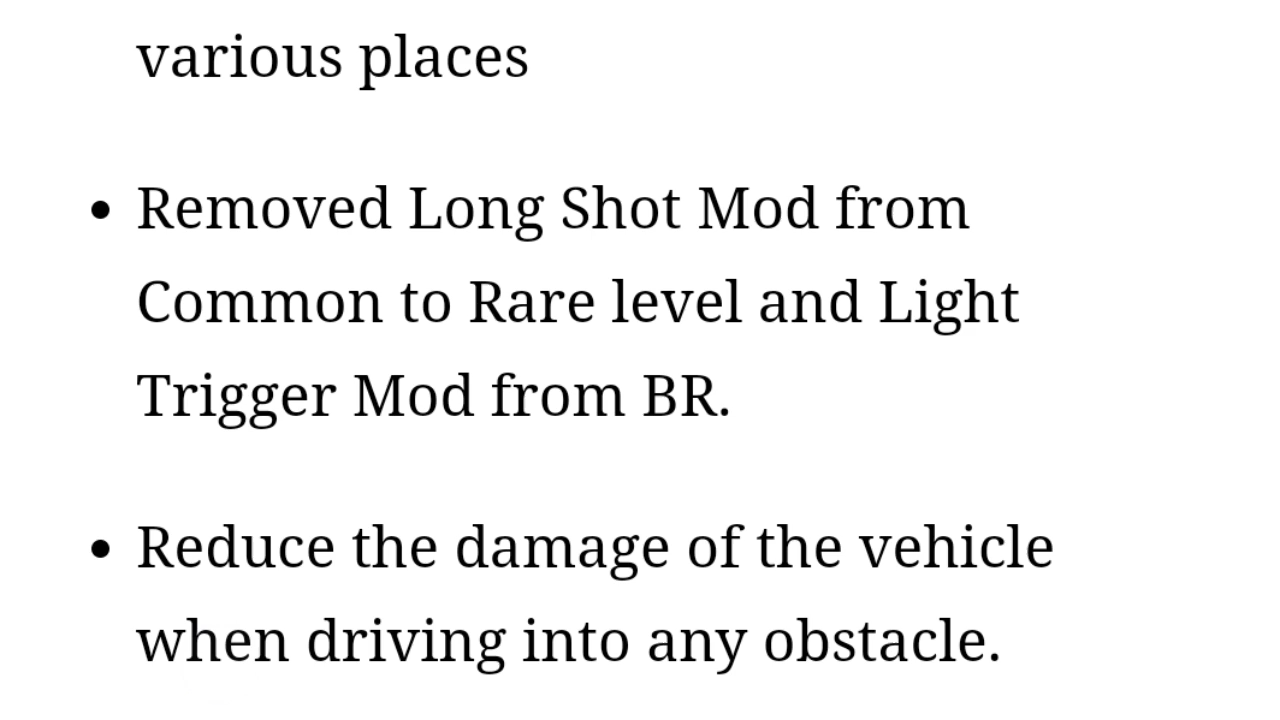 various places
• Removed Long Shot Mod from
Common to Rare level and Light
Trigger Mod from BR.
• Reduce the damage of the vehicle
when driving into any obstacle.